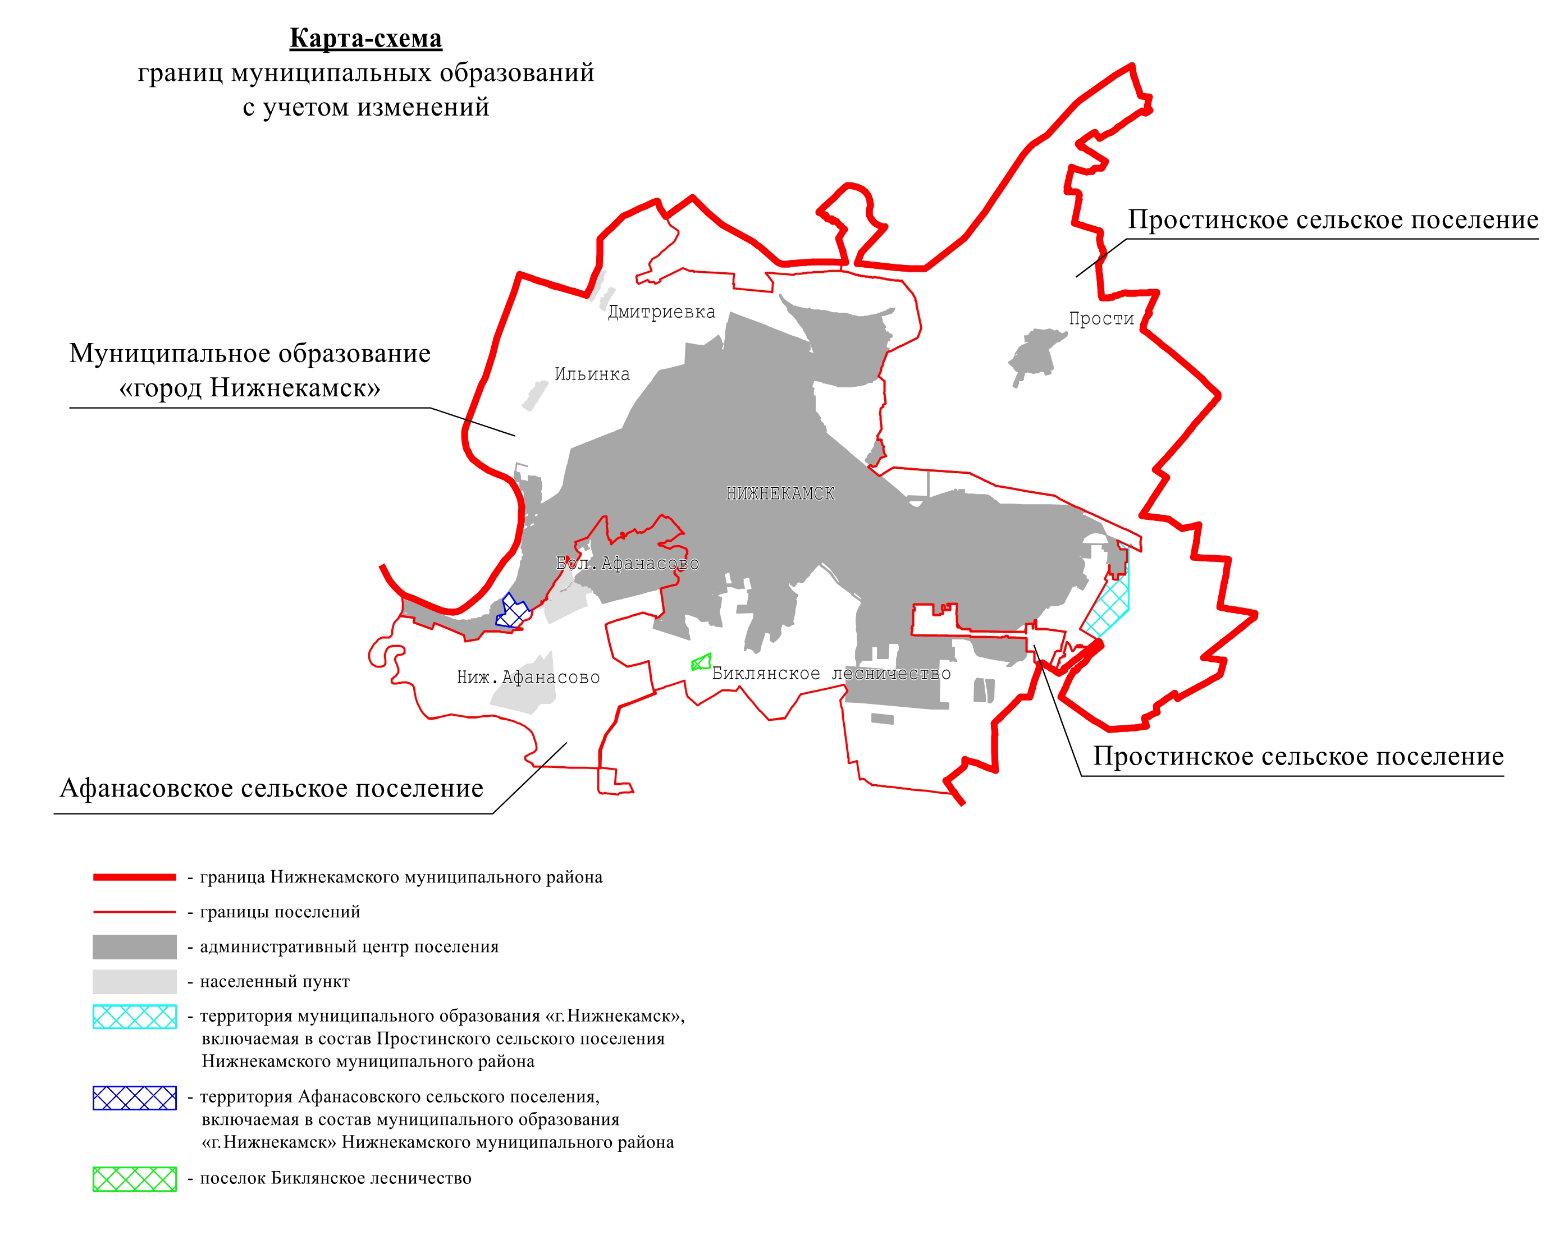 Карта-схема
границ муниципальных образований
с учетом изменений
Простинское сельское поселение
Дмитриевка
Прости
Муниципальное образование
«город Нижнекамск»
Ильинка
НИЖНЕКАМСК
Бол.Афанасово
Ниж.Афанасово
Биклянское лесничество
Простинское сельское поселение
Афанасовское сельское поселение
- граница Нижнекамского муниципального района
- границы поселений
- административный центр поселения
- населенный пункт
- территория муниципального образования «г.Нижнекамск»,
включаемая в состав Простинского сельского поселения
Нижнекамского муниципального района
- территория Афанасовского сельского поселения,
включаемая в состав муниципального образования
«г.Нижнекамск» Нижнекамского муниципального района
- поселок Биклянское лесничество